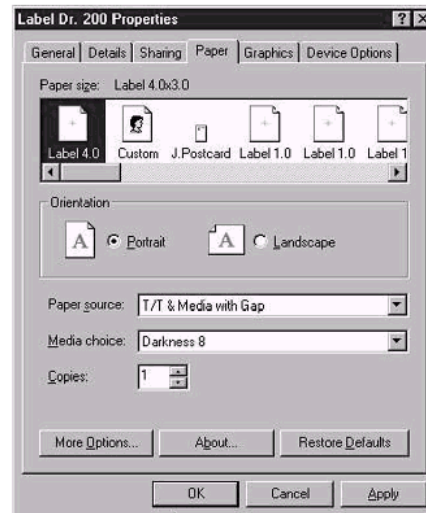 Label Dr. 200 Properties
General Details Sharing Paper Graphics Device Options
Paper size: Label 4.0x3.0
Label 4.0 Custom J.Postcard Label 1.0 Label 1.0 Label 1
Orientation
A Portrait A Landscape
Paper source: T/T & Media with Gap
Media choice: Darkness 8
Copies: 1
More Options... About... Restore Defaults
OK Cancel Apply